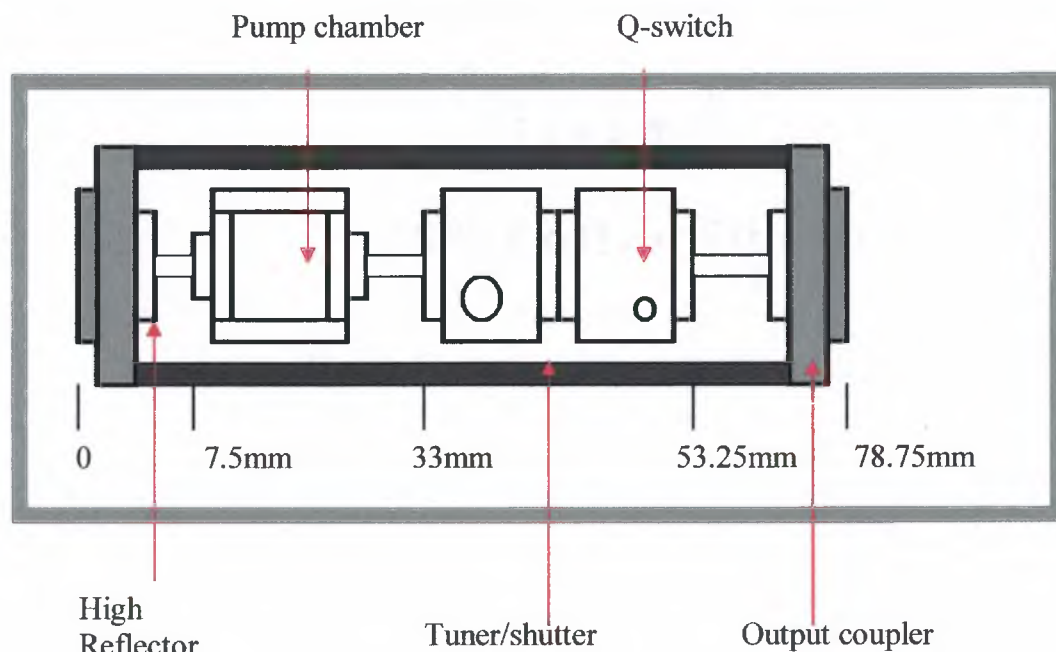 Pump chamber
Q-switch
0
7.5mm
33mm
53.25mm
78.75mm
High
Reflector
Tuner/shutter
Output coupler